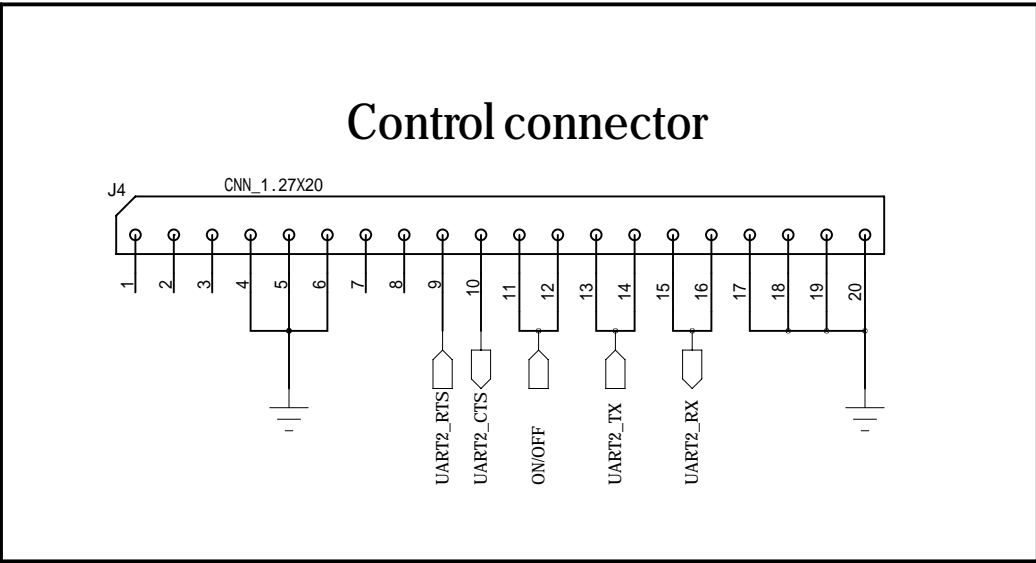 Control connector
J4
CNN_1.27X20
1
2
3
4
5
6
7
8
9
10
11
12
13
14
15
16
17
18
19
20
UART2_RTS
UART2_CTS
ON/OFF
UART2_TX
UART2_RX